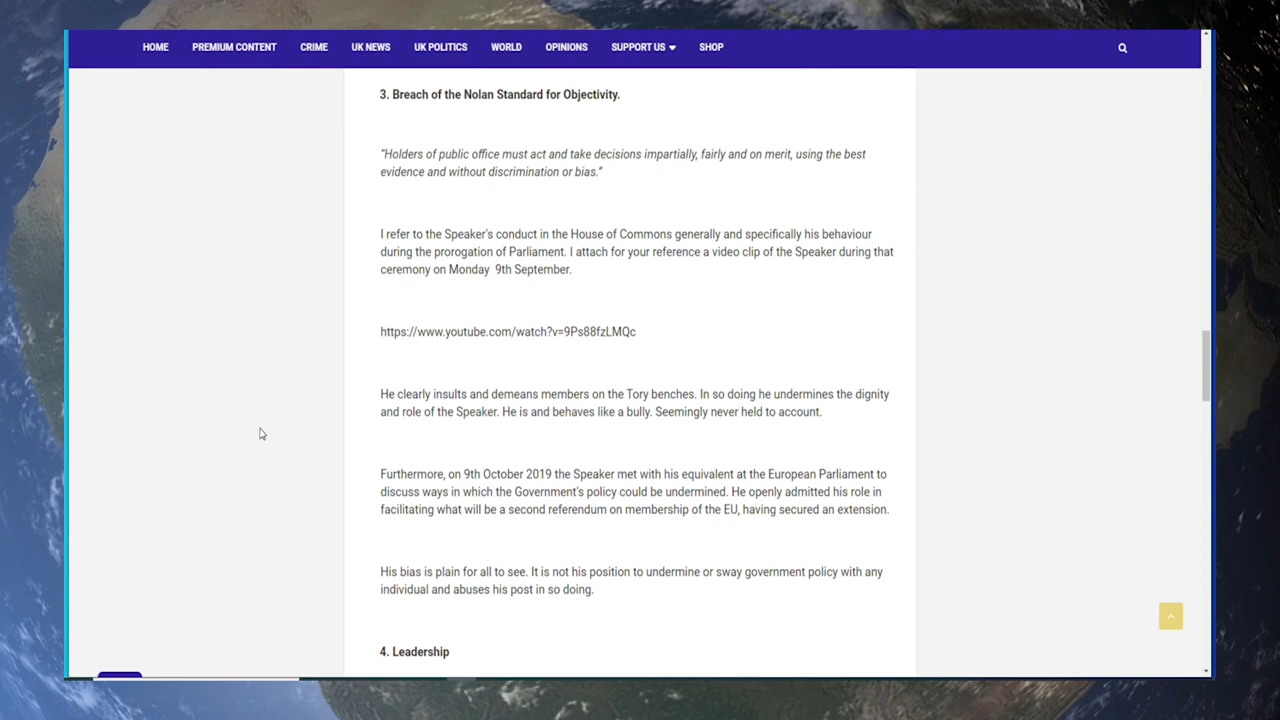 HOME PREMIUM CONTENT CRIME UK NEWS UK POLITICS WORLD OPINIONS SUPPORT US SHOP
3. Breach of the Nolan Standard for Objectivity.
“Holders of public office must act and take decisions impartially, fairly and on merit, using the best
evidence and without discrimination or bias.”
I refer to the Speaker’s conduct in the House of Commons generally and specifically his behaviour
during the prorogation of Parliament. I attach for your reference a video clip of the Speaker during that
ceremony on Monday 9th September.
https://www.youtube.com/watch?v=9Ps88fzLMQc
He clearly insults and demeans members on the Tory benches. In so doing he undermines the dignity
and role of the Speaker. He is and behaves like a bully. Seemingly never held to account.
Furthermore, on 9th October 2019 the Speaker met with his equivalent at the European Parliament to
discuss ways in which the Government’s policy could be undermined. He openly admitted his role in
facilitating what will be a second referendum on membership of the EU, having secured an extension.
His bias is plain for all to see. It is not his position to undermine or sway government policy with any
individual and abuses his post in so doing.
4. Leadership